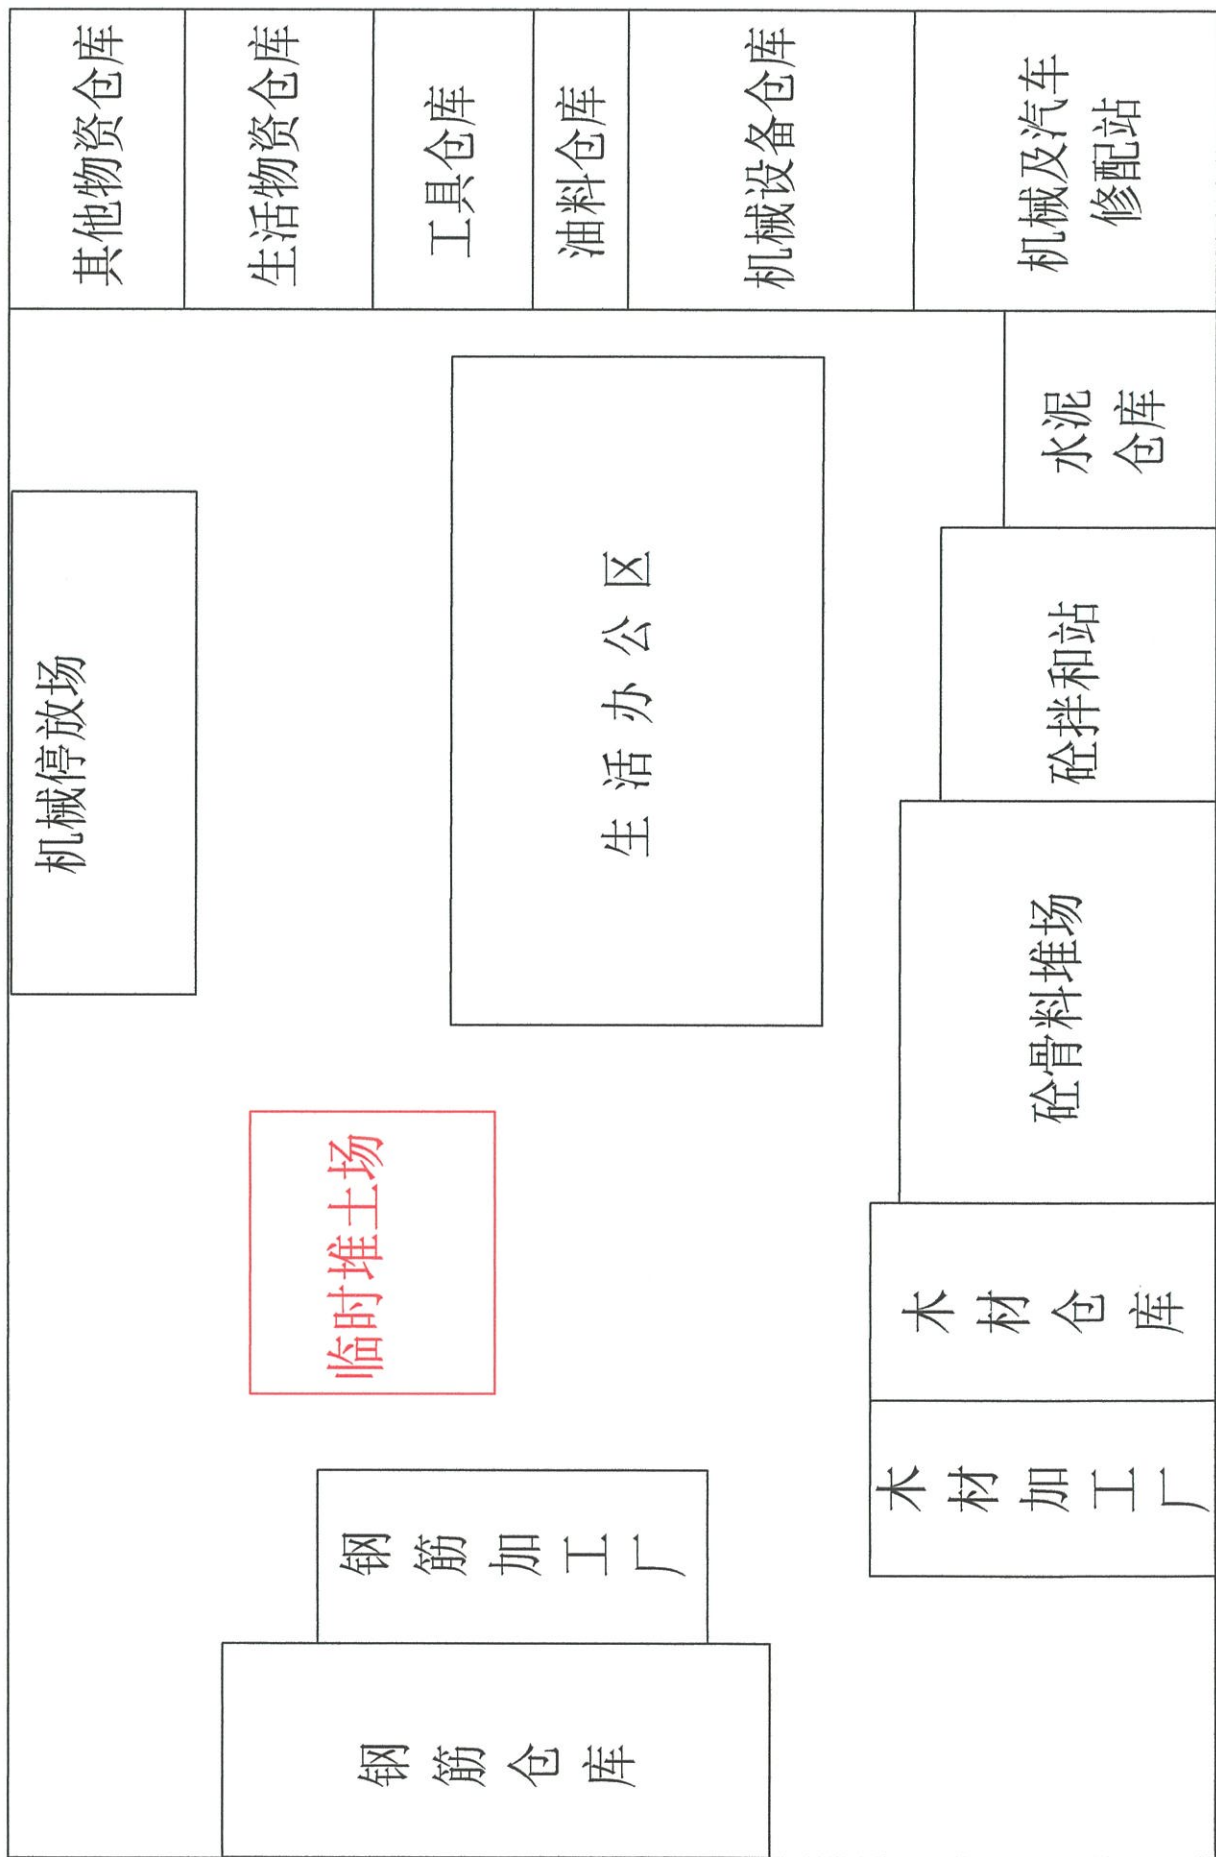 机械停放场
其他物资仓库
生活物资仓库
临时堆土场
钢筋仓库
钢筋加工厂
工具仓库
油料仓库
生活办公区
机械设备仓库
木材加工厂
木材仓库
砼骨料堆场
砼拌和站
水泥
仓库
机械及汽车
修配站